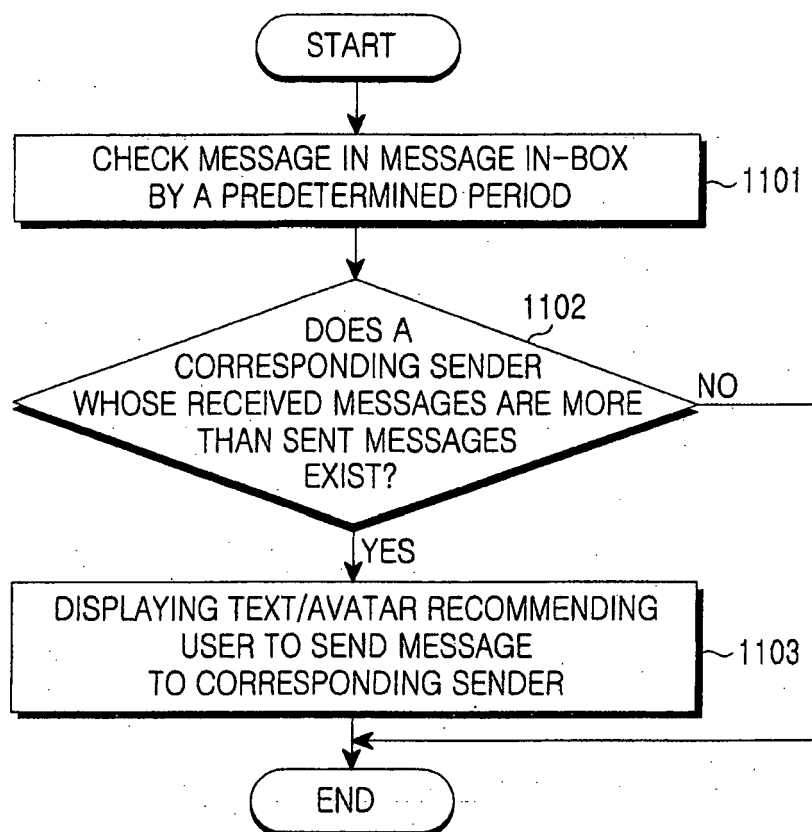 START
CHECK MESSAGE IN MESSAGE IN-BOX
BY A PREDETERMINED PERIOD
1101
1102
DOES A
CORRESPONDING SENDER
WHOSE RECEIVED MESSAGES ARE MORE
THAN SENT MESSAGES
EXIST?
NO
YES
DISPLAYING TEXT/AVATAR RECOMMENDING
USER TO SEND MESSAGE
TO CORRESPONDING SENDER
1103
END